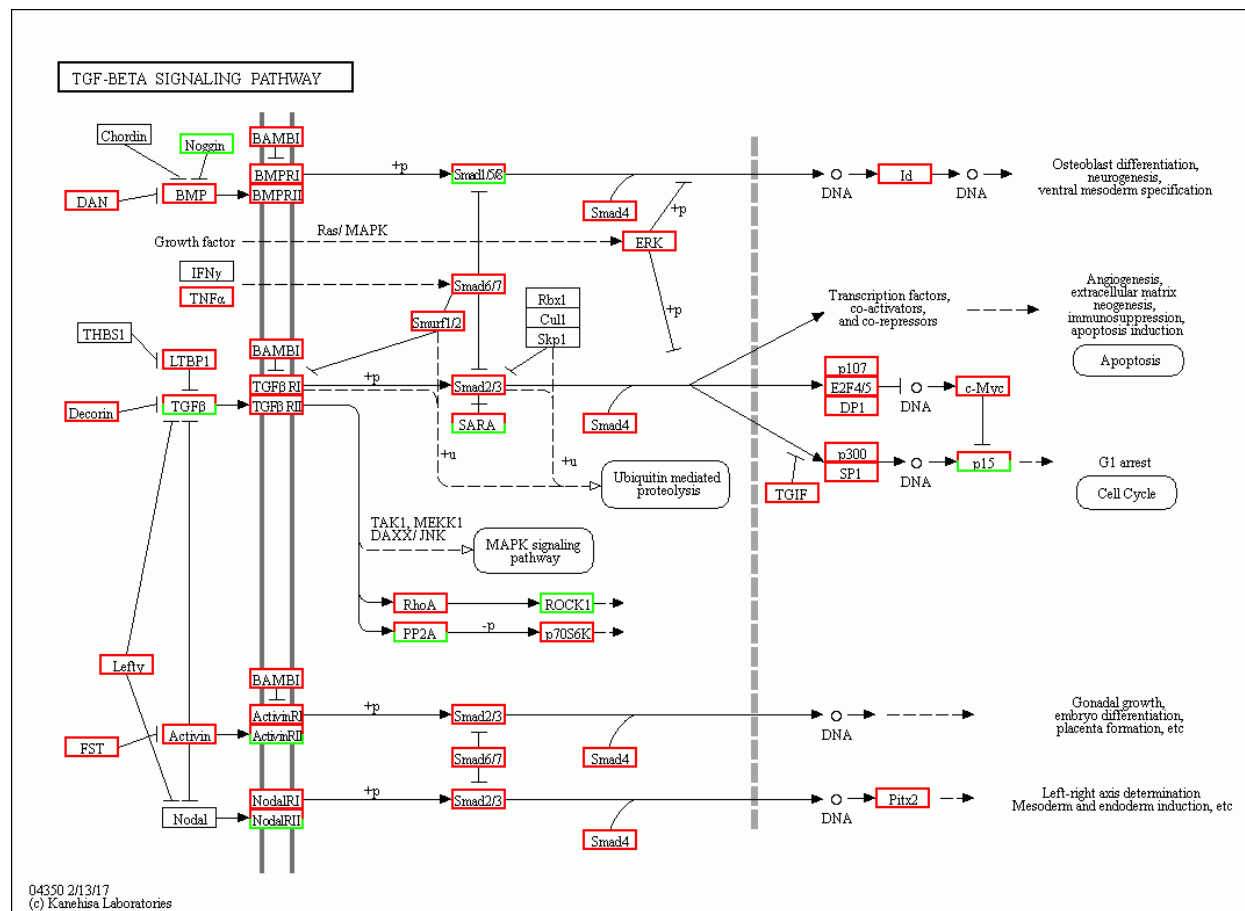 TGF-BETA SIGNALING PATHWAY
Chordin
Noggin
BAMBI
DAN
BMP
BMPRI
BMPRII
+p
Smad1/5/8
Smad4
+p
DNA
Id
DNA
Osteoblast differentiation,
neurogenesis,
ventral mesoderm specification
Growth factor
Ras/ MAPK
ERK
IFNγ
TNFα
Smad6/7
Rbx1
Cul1
Skp1
+p
Smurf1/2
Transcription factors,
co-activators,
and co-repressors
Angiogenesis,
extracellular matrix
neogenesis,
immunosuppression,
apoptosis induction
Apoptosis
THBS1
LTBP1
BAMBI
Decorin
TGFβ
TGFβ RI
TGFβ RII
+p
Smad2/3
SARA
Smad4
p107
E2F4/5
DP1
DNA
c-Myc
+u
+u
Ubiquitin mediated
proteolysis
TGIF
p300
SP1
DNA
p15
G1 arrest
Cell Cycle
TAK1, MEKK1
DAXX/ JNK
MAPK signaling
pathway
RhoA
ROCK1
PP2A
-p
p70S6K
Lefty
BAMBI
FST
Activin
ActivinRI
ActivinRII
+p
Smad2/3
Smad4
DNA
Gonadal growth,
embryo differentiation,
placenta formation, etc
Smad6/7
Nodal
NodalRI
NodalRII
+p
Smad2/3
Smad4
DNA
Pitx2
Left-right axis determination
Mesoderm and endoderm induction, etc
04350 2/13/17
(c) Kanehisa Laboratories